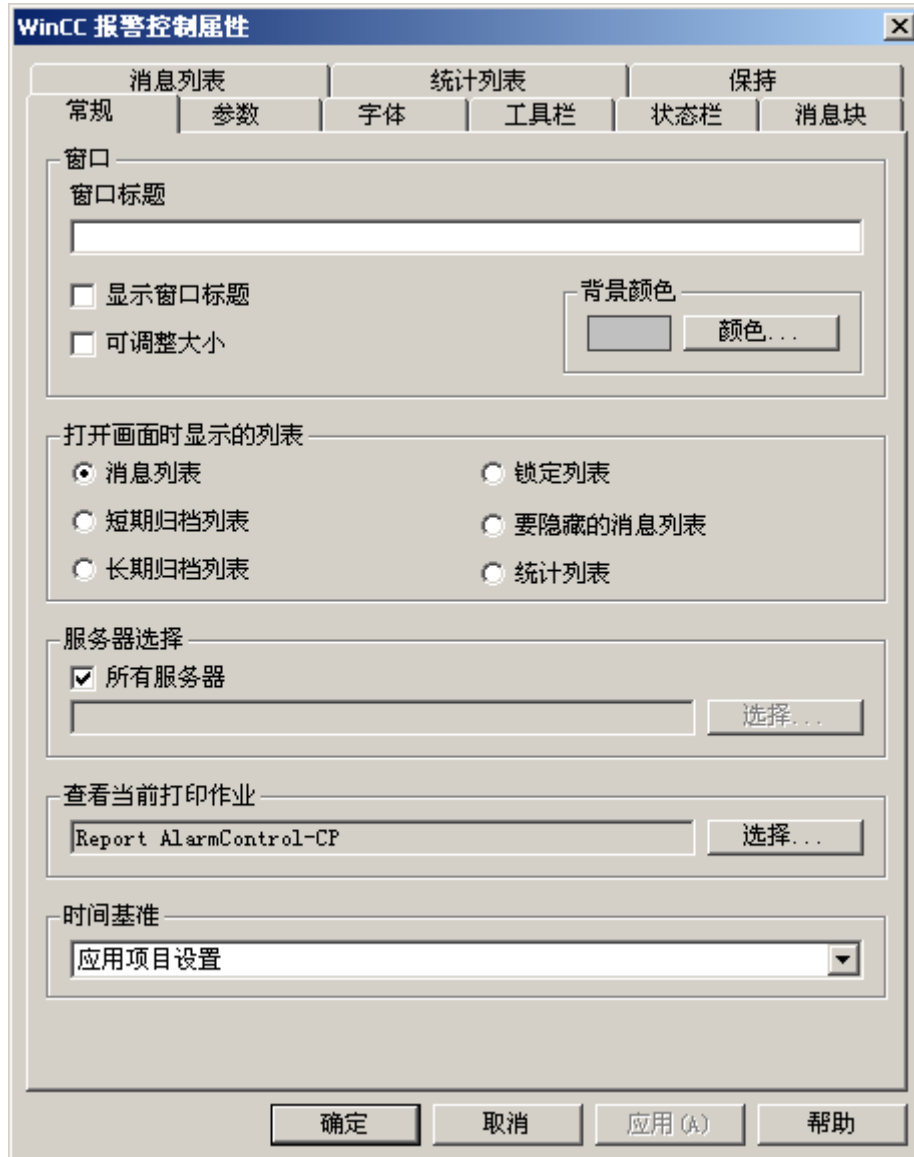 WinCC 报警控制属性
消息列表 统计列表 保持
常规 参数 字体 工具栏 状态栏 消息块
窗口
窗口标题
显示窗口标题
背景颜色
颜色...
可调整大小
打开画面时显示的列表
消息列表 锁定列表
短期归档列表 要隐藏的消息列表
长期归档列表 统计列表
服务器选择
所有服务器
选择...
查看当前打印作业
Report AlarmControl-CP 选择...
时间基准
应用项目设置
确定 取消 应用(A) 帮助